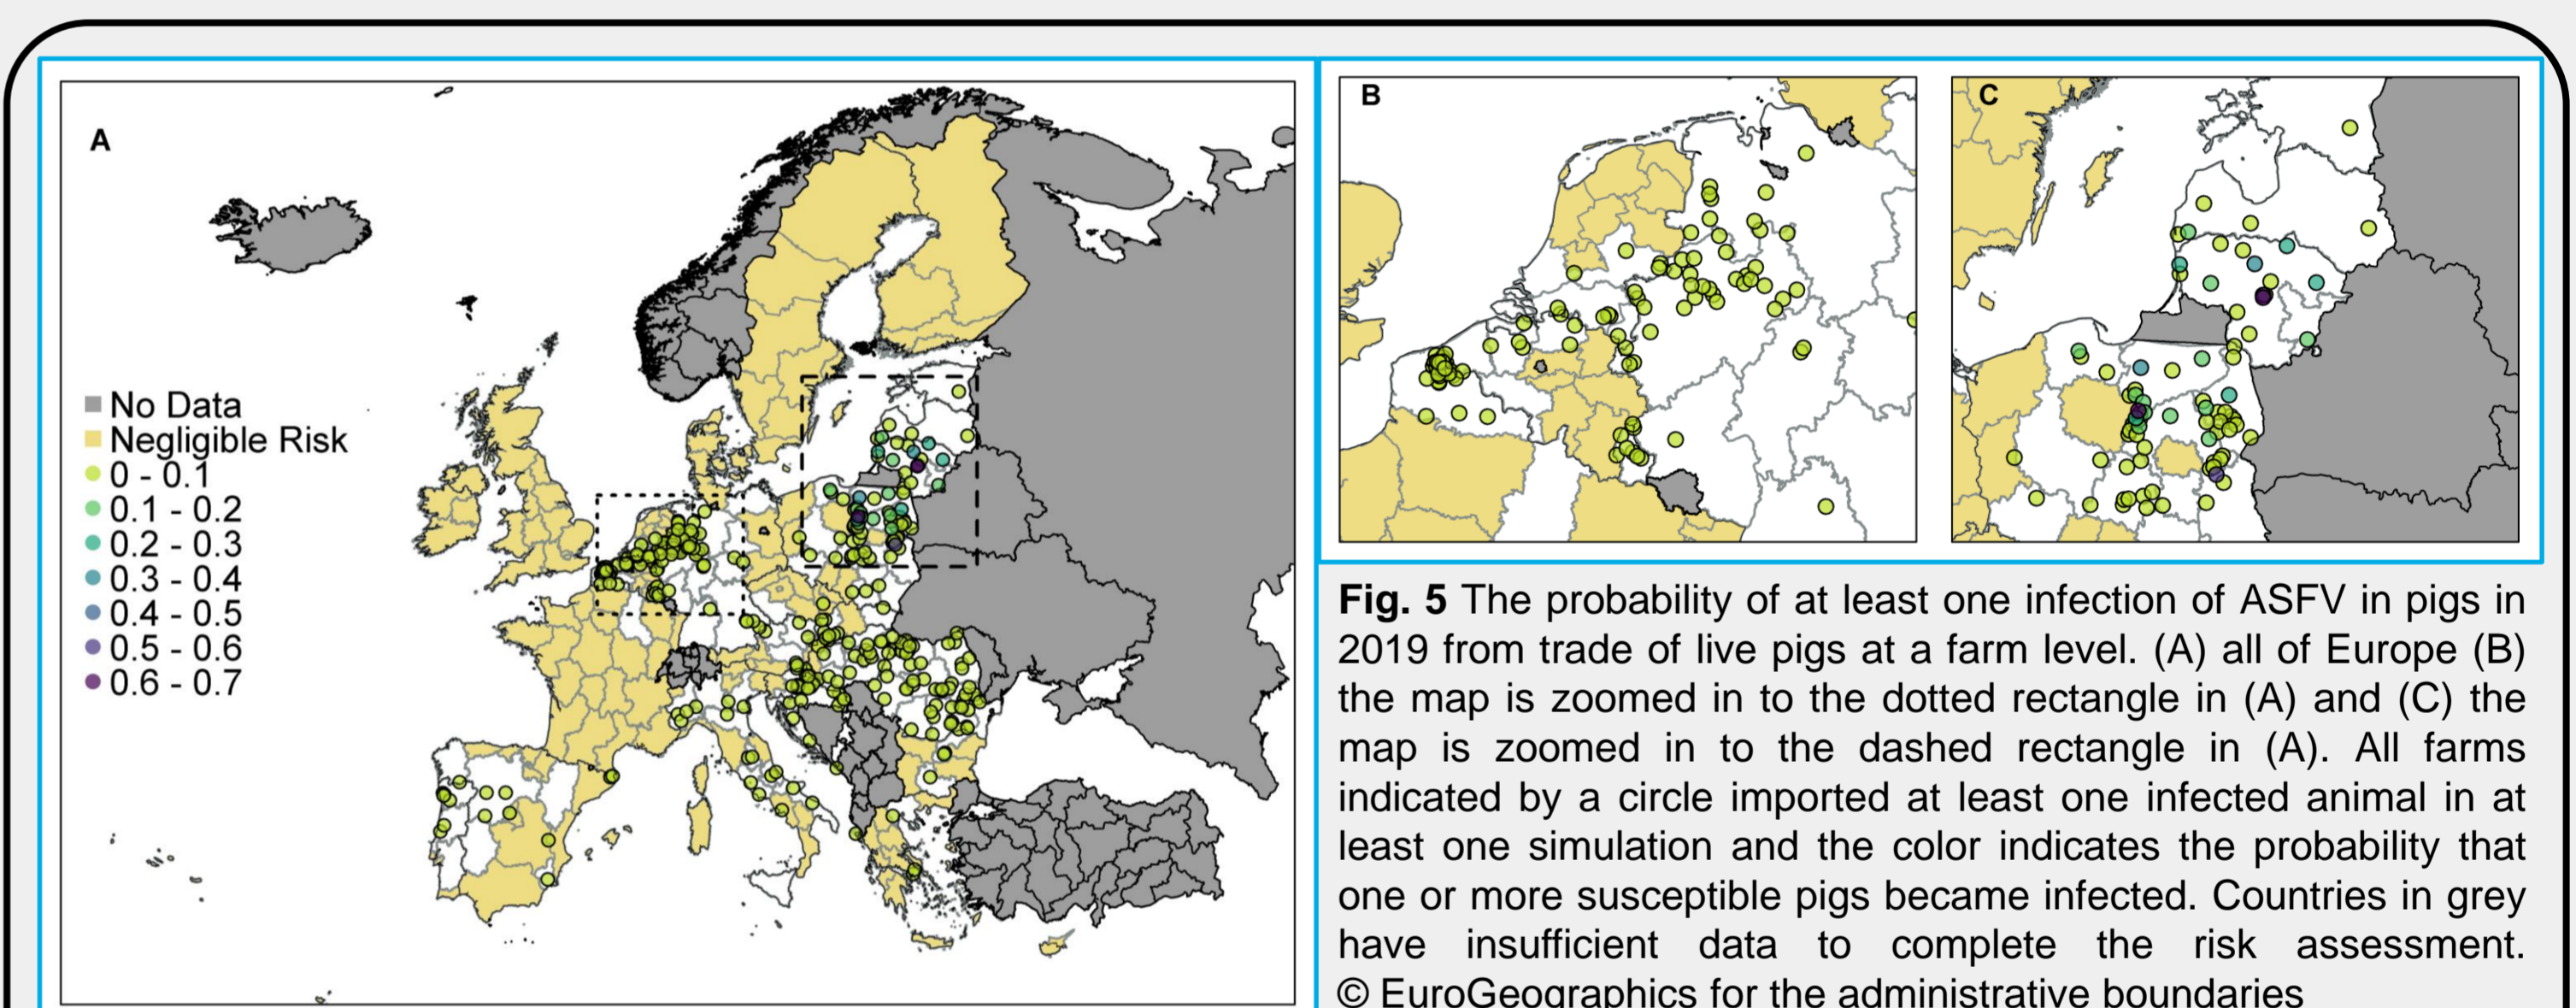 A
No Data
Negligible Risk
0 - 0.1
0.1 - 0.2
0.2 - 0.3
0.3 - 0.4
0.4 - 0.5
0.5 - 0.6
0.6 - 0.7
B
C
Fig. 5 The probability of at least one infection of ASFV in pigs in
2019 from trade of live pigs at a farm level. (A) all of Europe (B)
the map is zoomed in to the dotted rectangle in (A) and (C) the
map is zoomed in to the dashed rectangle in (A). All farms
indicated by a circle imported at least one infected animal in at
least one simulation and the color indicates the probability that
one or more susceptible pigs became infected. Countries in grey
have insufficient data to complete the risk assessment.
© EuroGeographics for the administrative boundaries